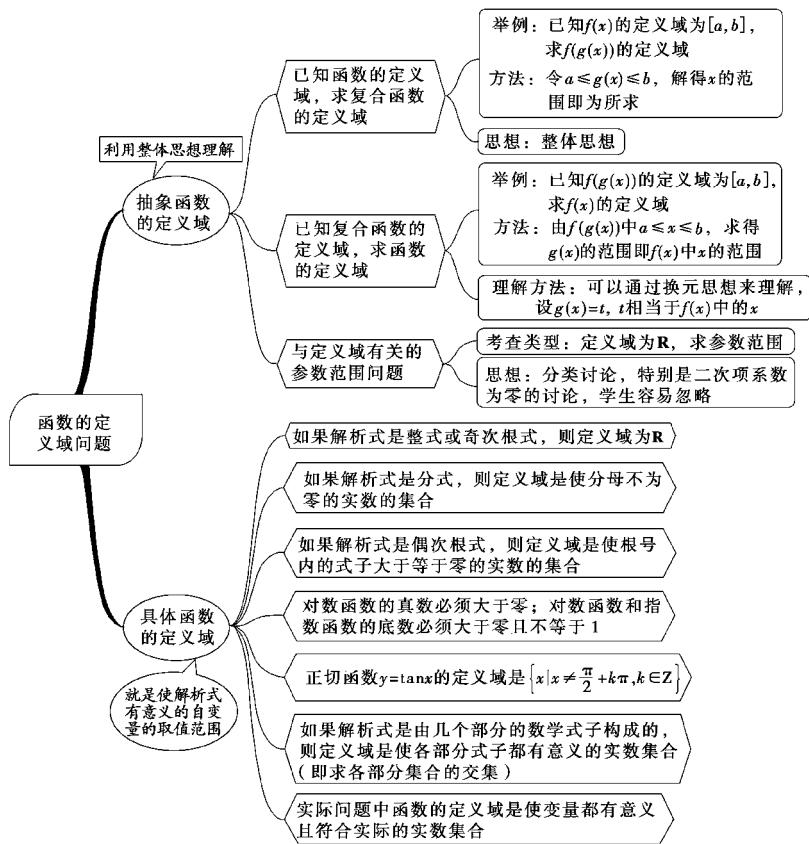 函数的定
义域问题
利用整体思想理解
抽象函数
的定义域
已知函数的定义
域，求复合函数
的定义域
举例：已知f(x)的定义域为[a,b]，
求f(g(x))的定义域
方法：令a≤g(x)≤b，解得x的范
围即为所求
思想：整体思想
已知复合函数的
定义域，求函数
的定义域
举例：已知f(g(x))的定义域为[a,b]，
求f(x)的定义域
方法：由f(g(x))中a≤x≤b，求得
g(x)的范围即f(x)中x的范围
理解方法：可以通过换元思想来理解，
设g(x)=t, t相当于f(x)中的x
与定义域有关的
参数范围问题
考查类型：定义域为R，求参数范围
思想：分类讨论，特别是二次项系数
为零的讨论，学生容易忽略
具体函数
的定义域
就是使解析式
有意义的自变
量的取值范围
如果解析式是整式或奇次根式，则定义域为R
如果解析式是分式，则定义域是使分母不为
零的实数的集合
如果解析式是偶次根式，则定义域是使根号
内的式子大于等于零的实数的集合
对数函数的真数必须大于零；对数函数和指
数函数的底数必须大于零且不等于1
正切函数y=tanx的定义域是{x|x≠π/2+kπ,k∈Z}
如果解析式是由几个部分的数学式子构成的，
则定义域是使各部分式子都有意义的实数集合
（即求各部分集合的交集）
实际问题中函数的定义域是使变量都有意义
且符合实际的实数集合